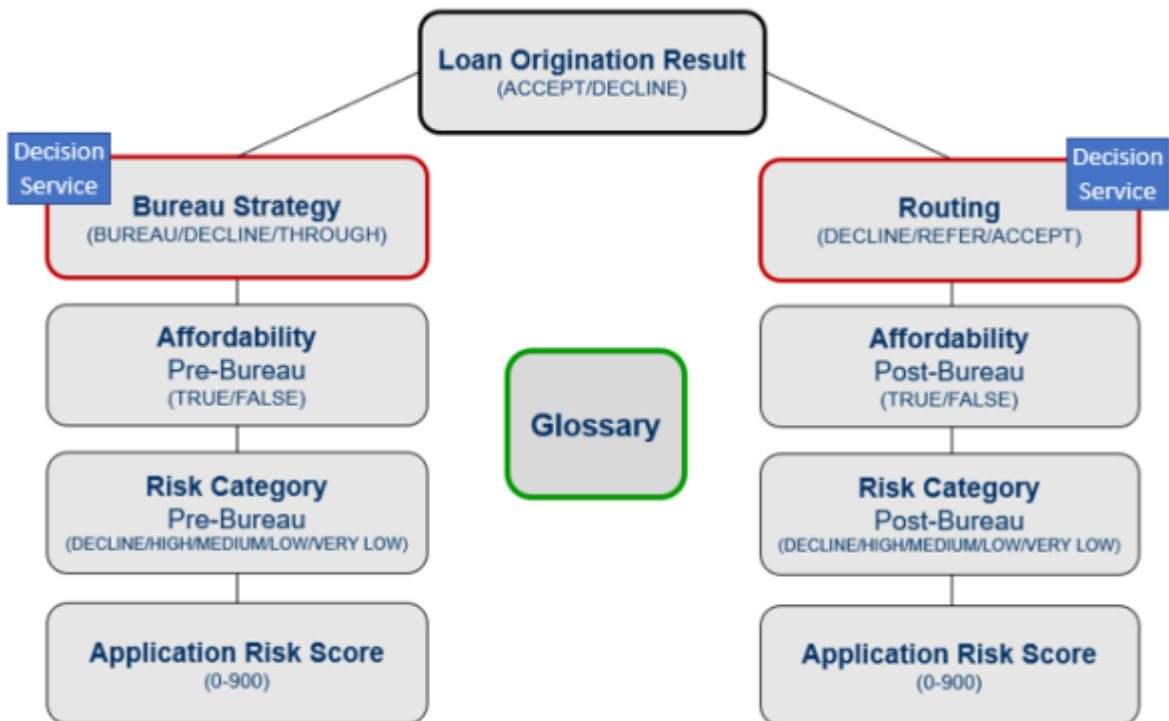 Loan Origination Result
(ACCEPT/DECLINE)
Decision
Service
Bureau Strategy
(BUREAU/DECLINE/THROUGH)
Affordability
Pre-Bureau
(TRUE/FALSE)
Risk Category
Pre-Bureau
(DECLINE/HIGH/MEDIUM/LOW/VERY LOW)
Application Risk Score
(0-900)
Glossary
Decision
Service
Routing
(DECLINE/REFER/ACCEPT)
Affordability
Post-Bureau
(TRUE/FALSE)
Risk Category
Post-Bureau
(DECLINE/HIGH/MEDIUM/LOW/VERY LOW)
Application Risk Score
(0-900)